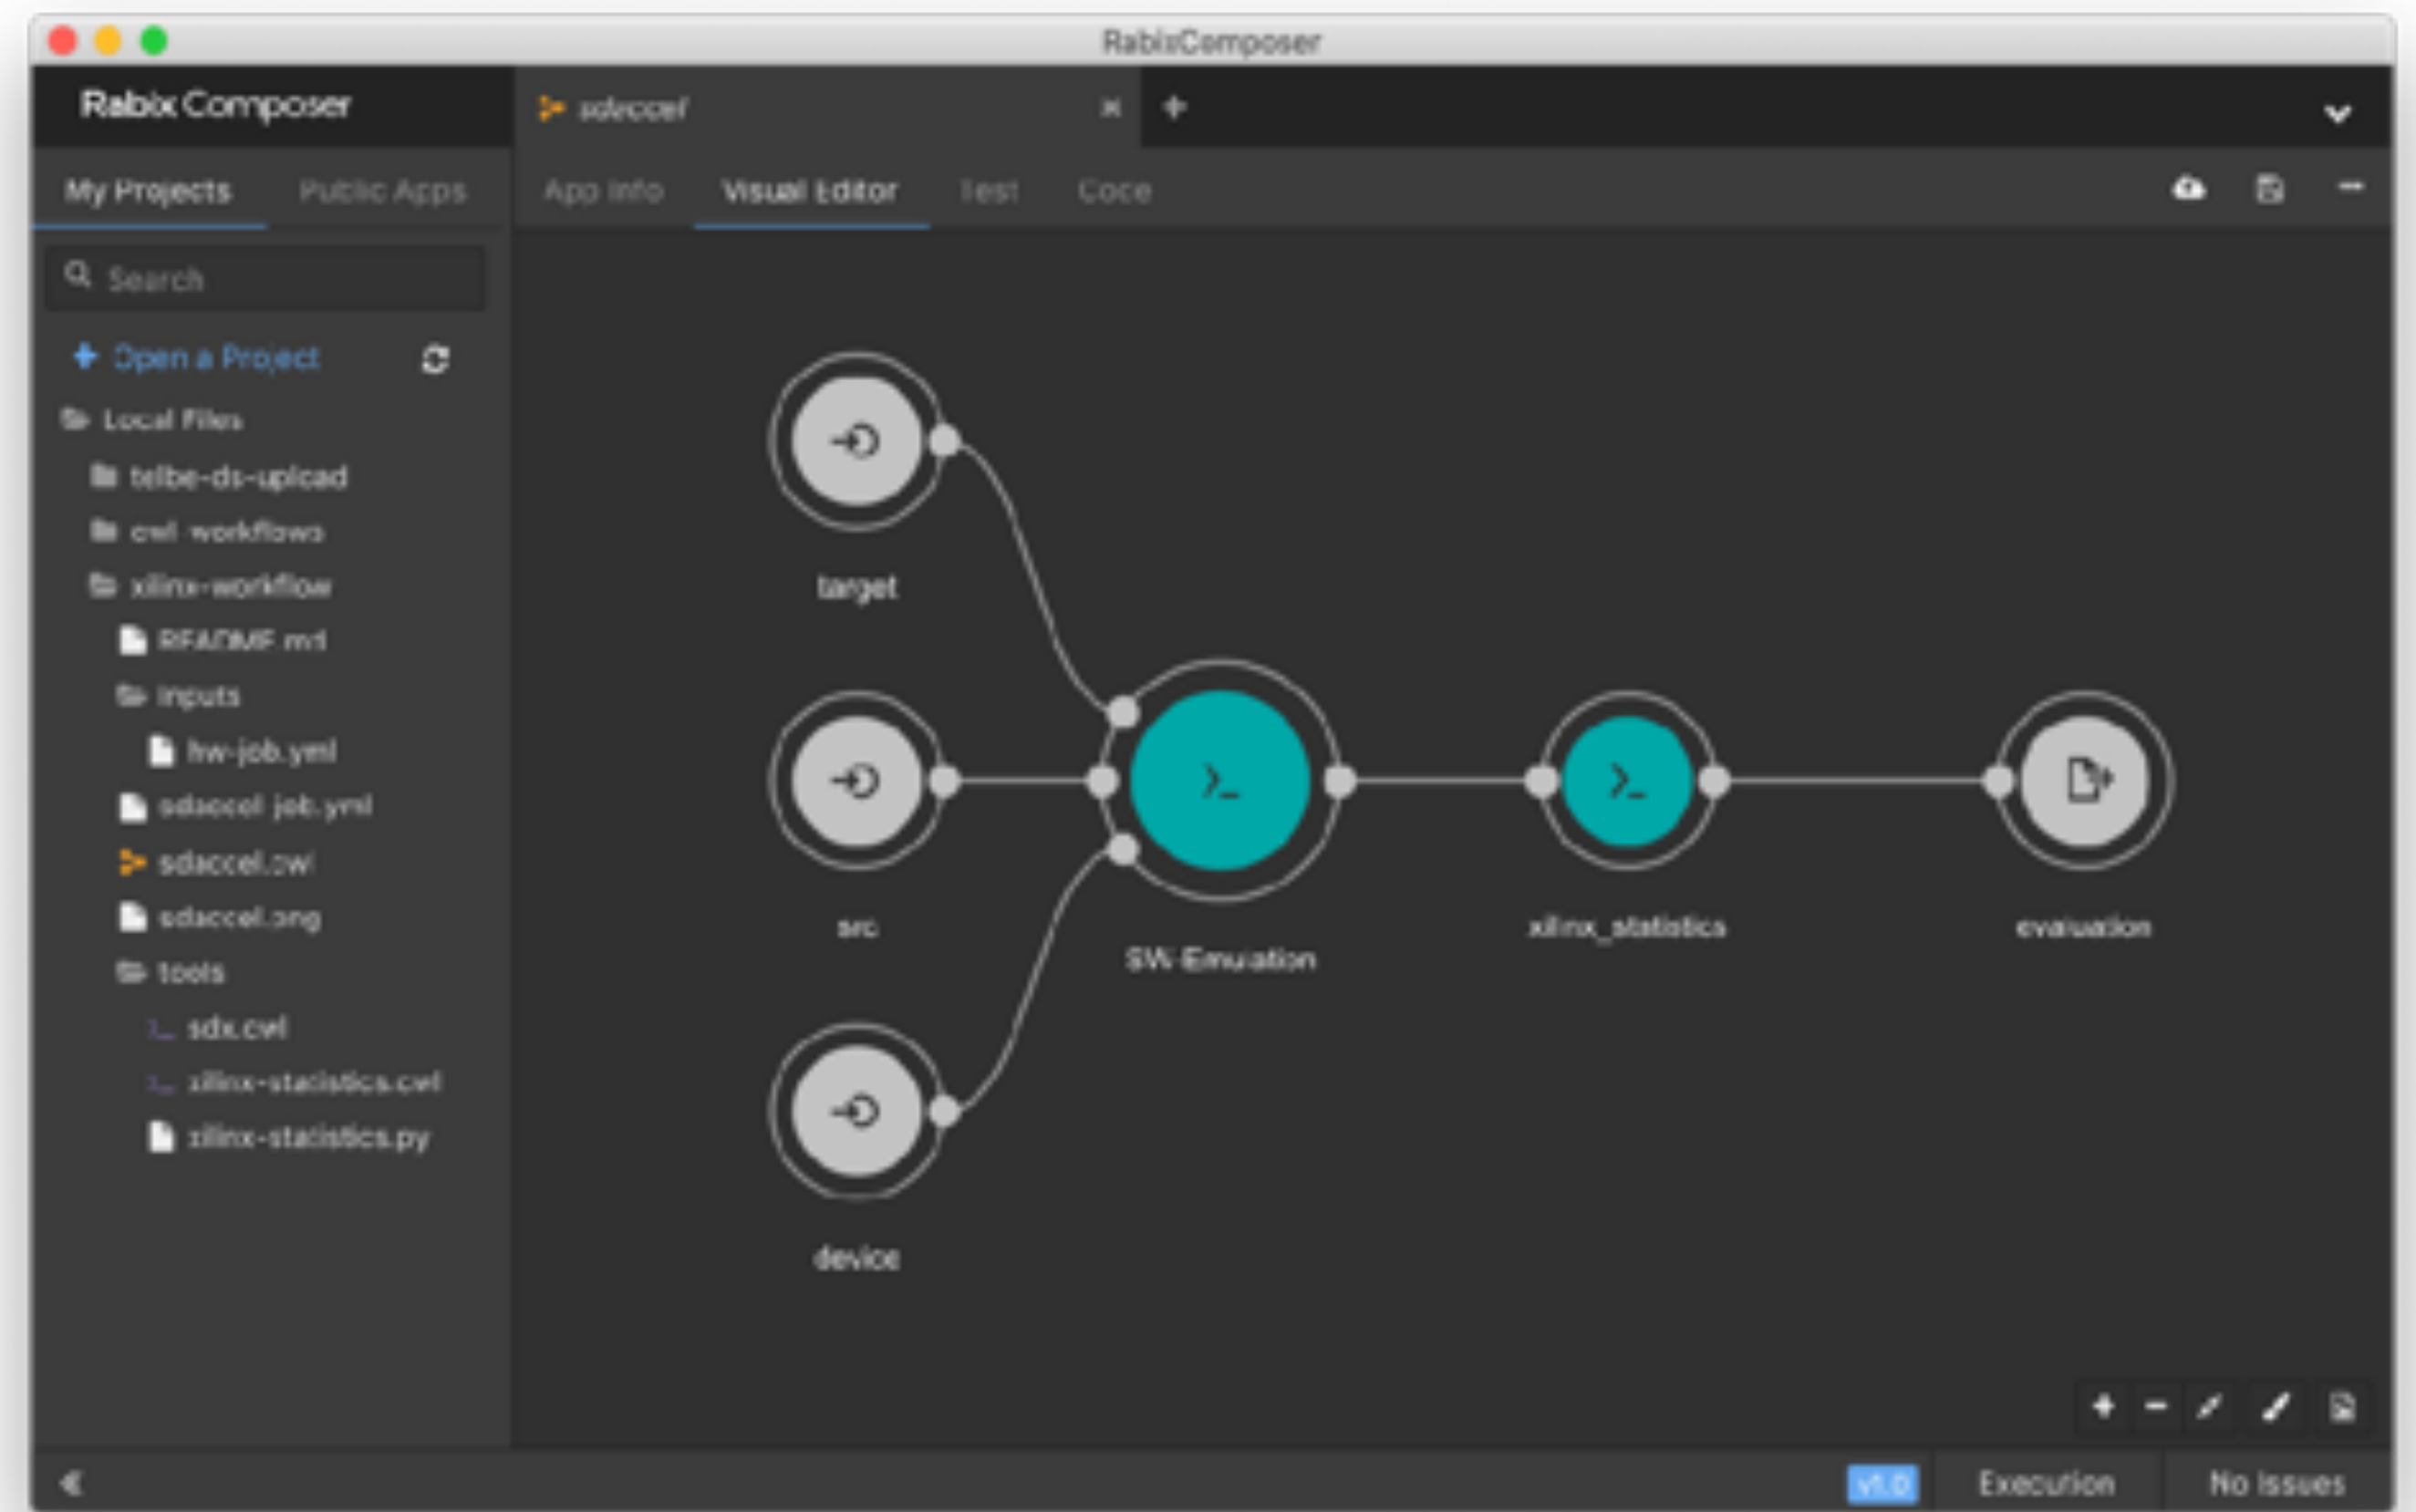 RabixComposer
Rabix Composer
sdaccel
My Projects
Public Apps
App Info
Visual Editor
Test
Code
Search
Open a Project
Local Files
telbe-ds-upload
cwl-workflows
xilinx-workflow
README.md
inputs
hw-job.yml
sdaccel-job.yml
sdaccel.cwl
sdaccel.png
tools
sdx.cwl
xilinx-statistics.cwl
xilinx-statistics.py
target
src
SW-Emulation
xilinx_statistics
evaluation
device
v1.0
Execution
No Issues